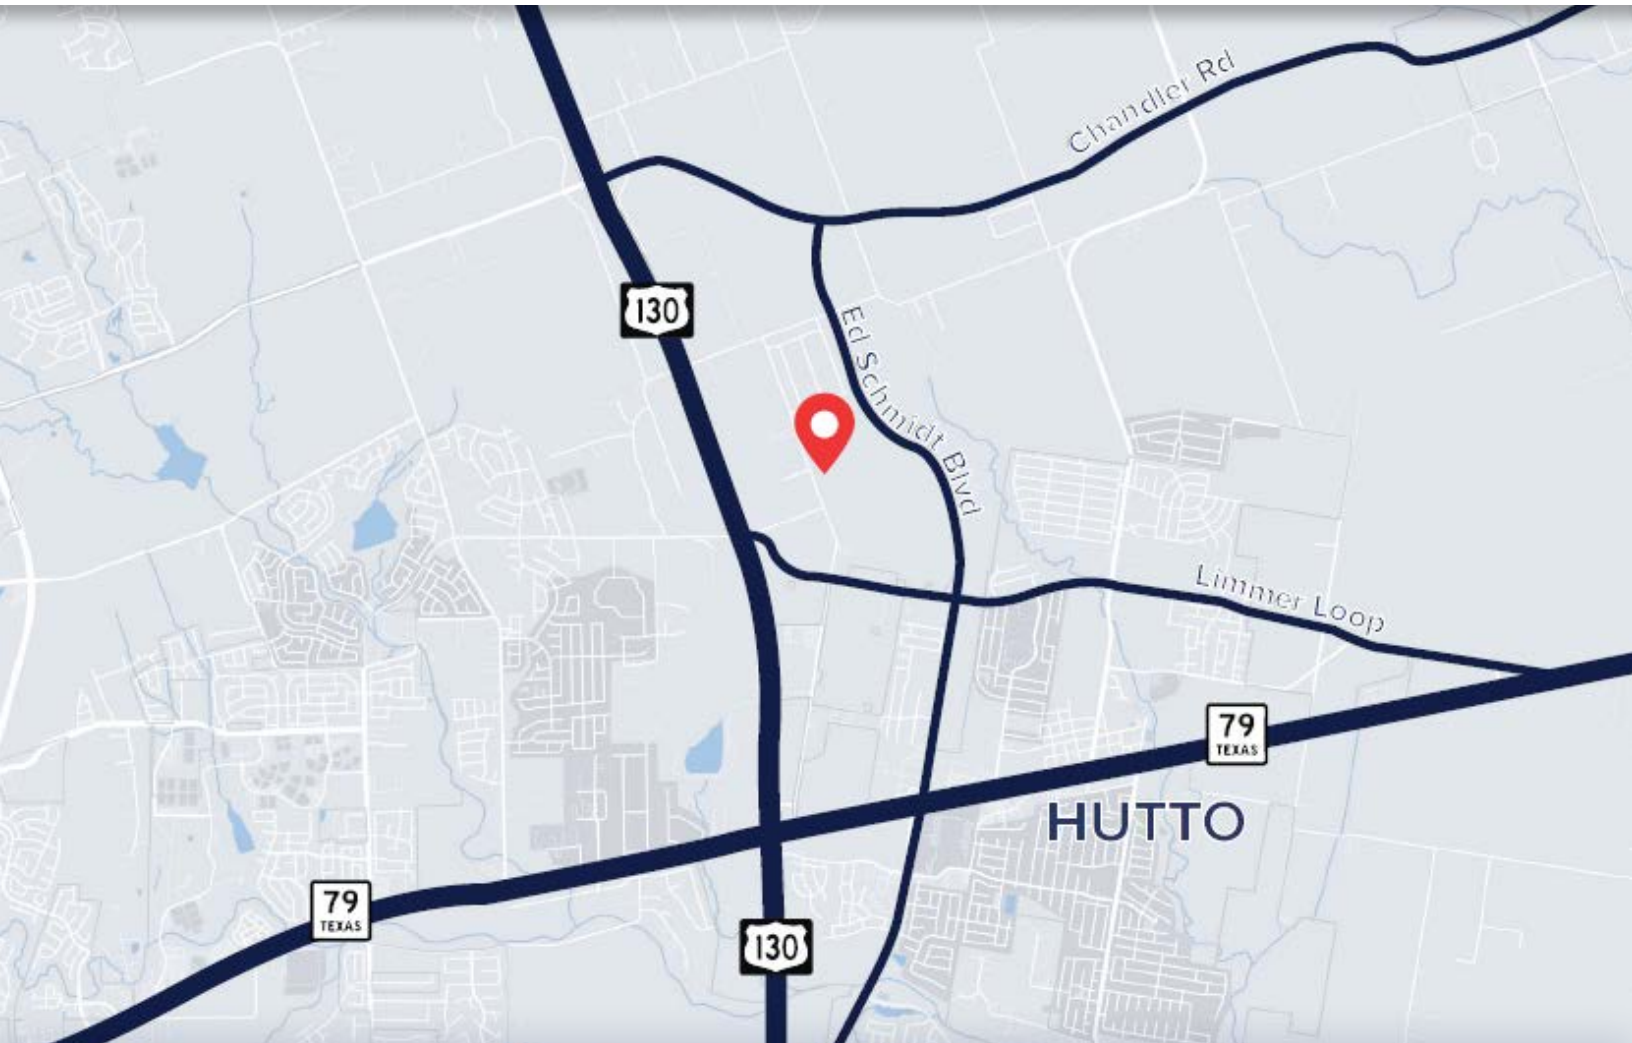 Chandler Rd
130
Ed Schmidt Blvd
Limmer Loop
79
TEXAS
HUTTO
79
TEXAS
130